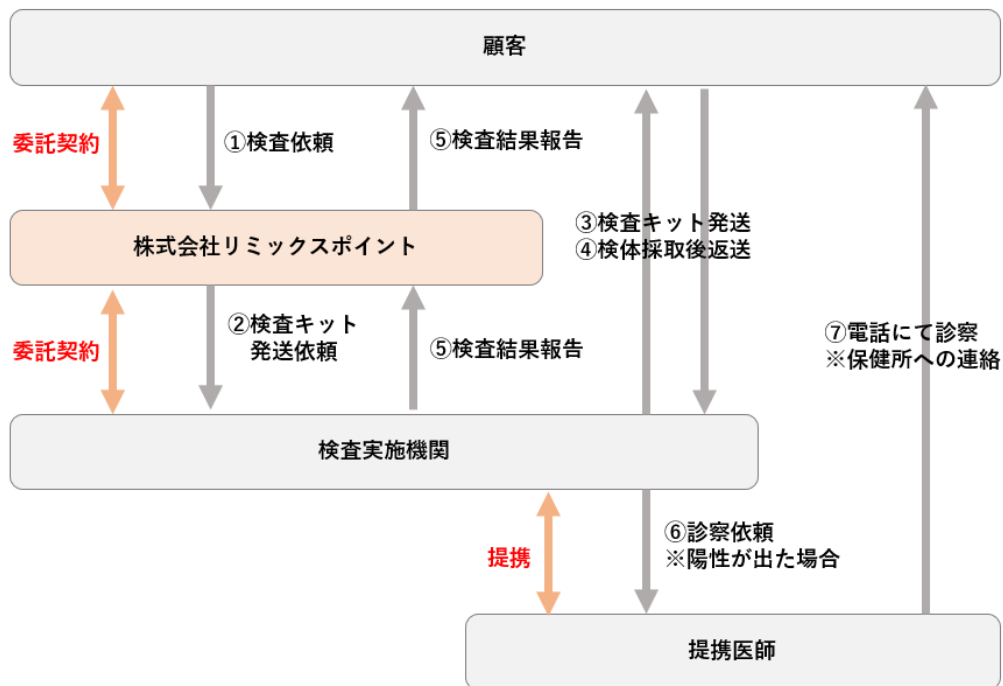 顧客
委託契約
①検査依頼
⑤検査結果報告
③検査キット発送
④検体採取後返送
株式会社リミックスポイント
委託契約
②検査キット
発送依頼
⑤検査結果報告
⑦電話にて診察
※保健所への連絡
検査実施機関
提携
⑥診察依頼
※陽性が出た場合
提携医師